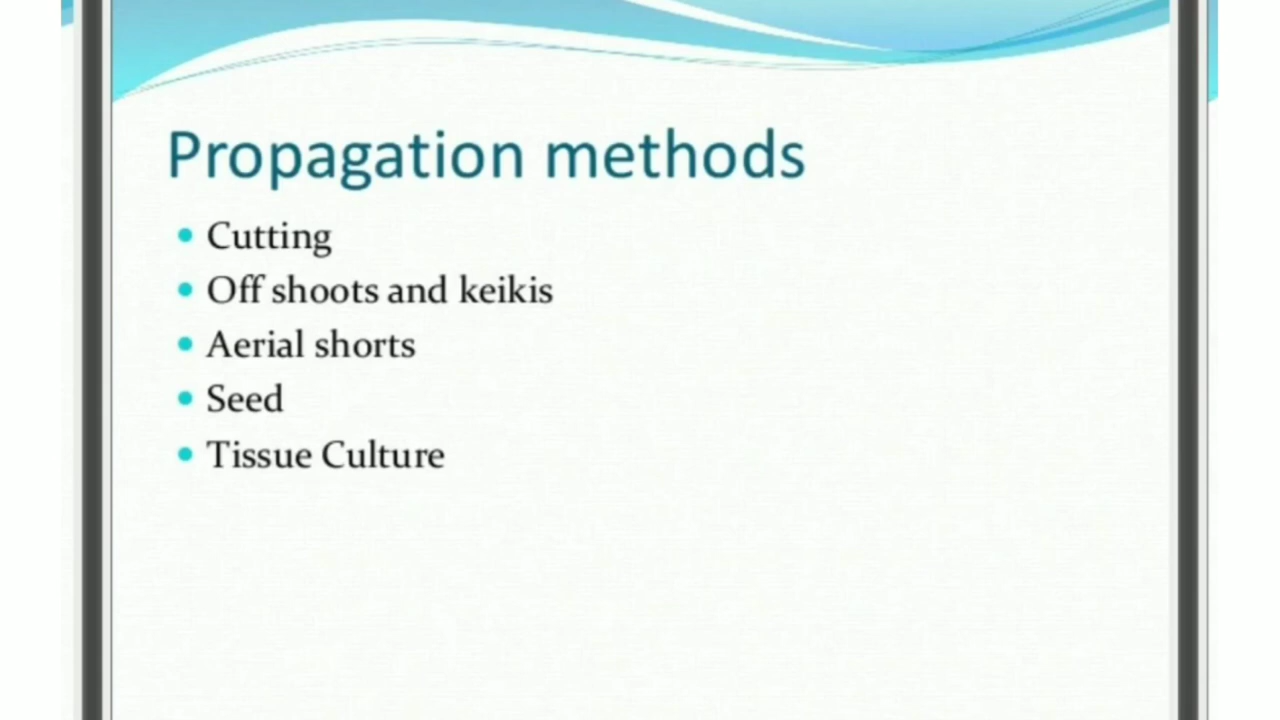 Propagation methods
Cutting
Off shoots and keikis
Aerial shorts
Seed
Tissue Culture